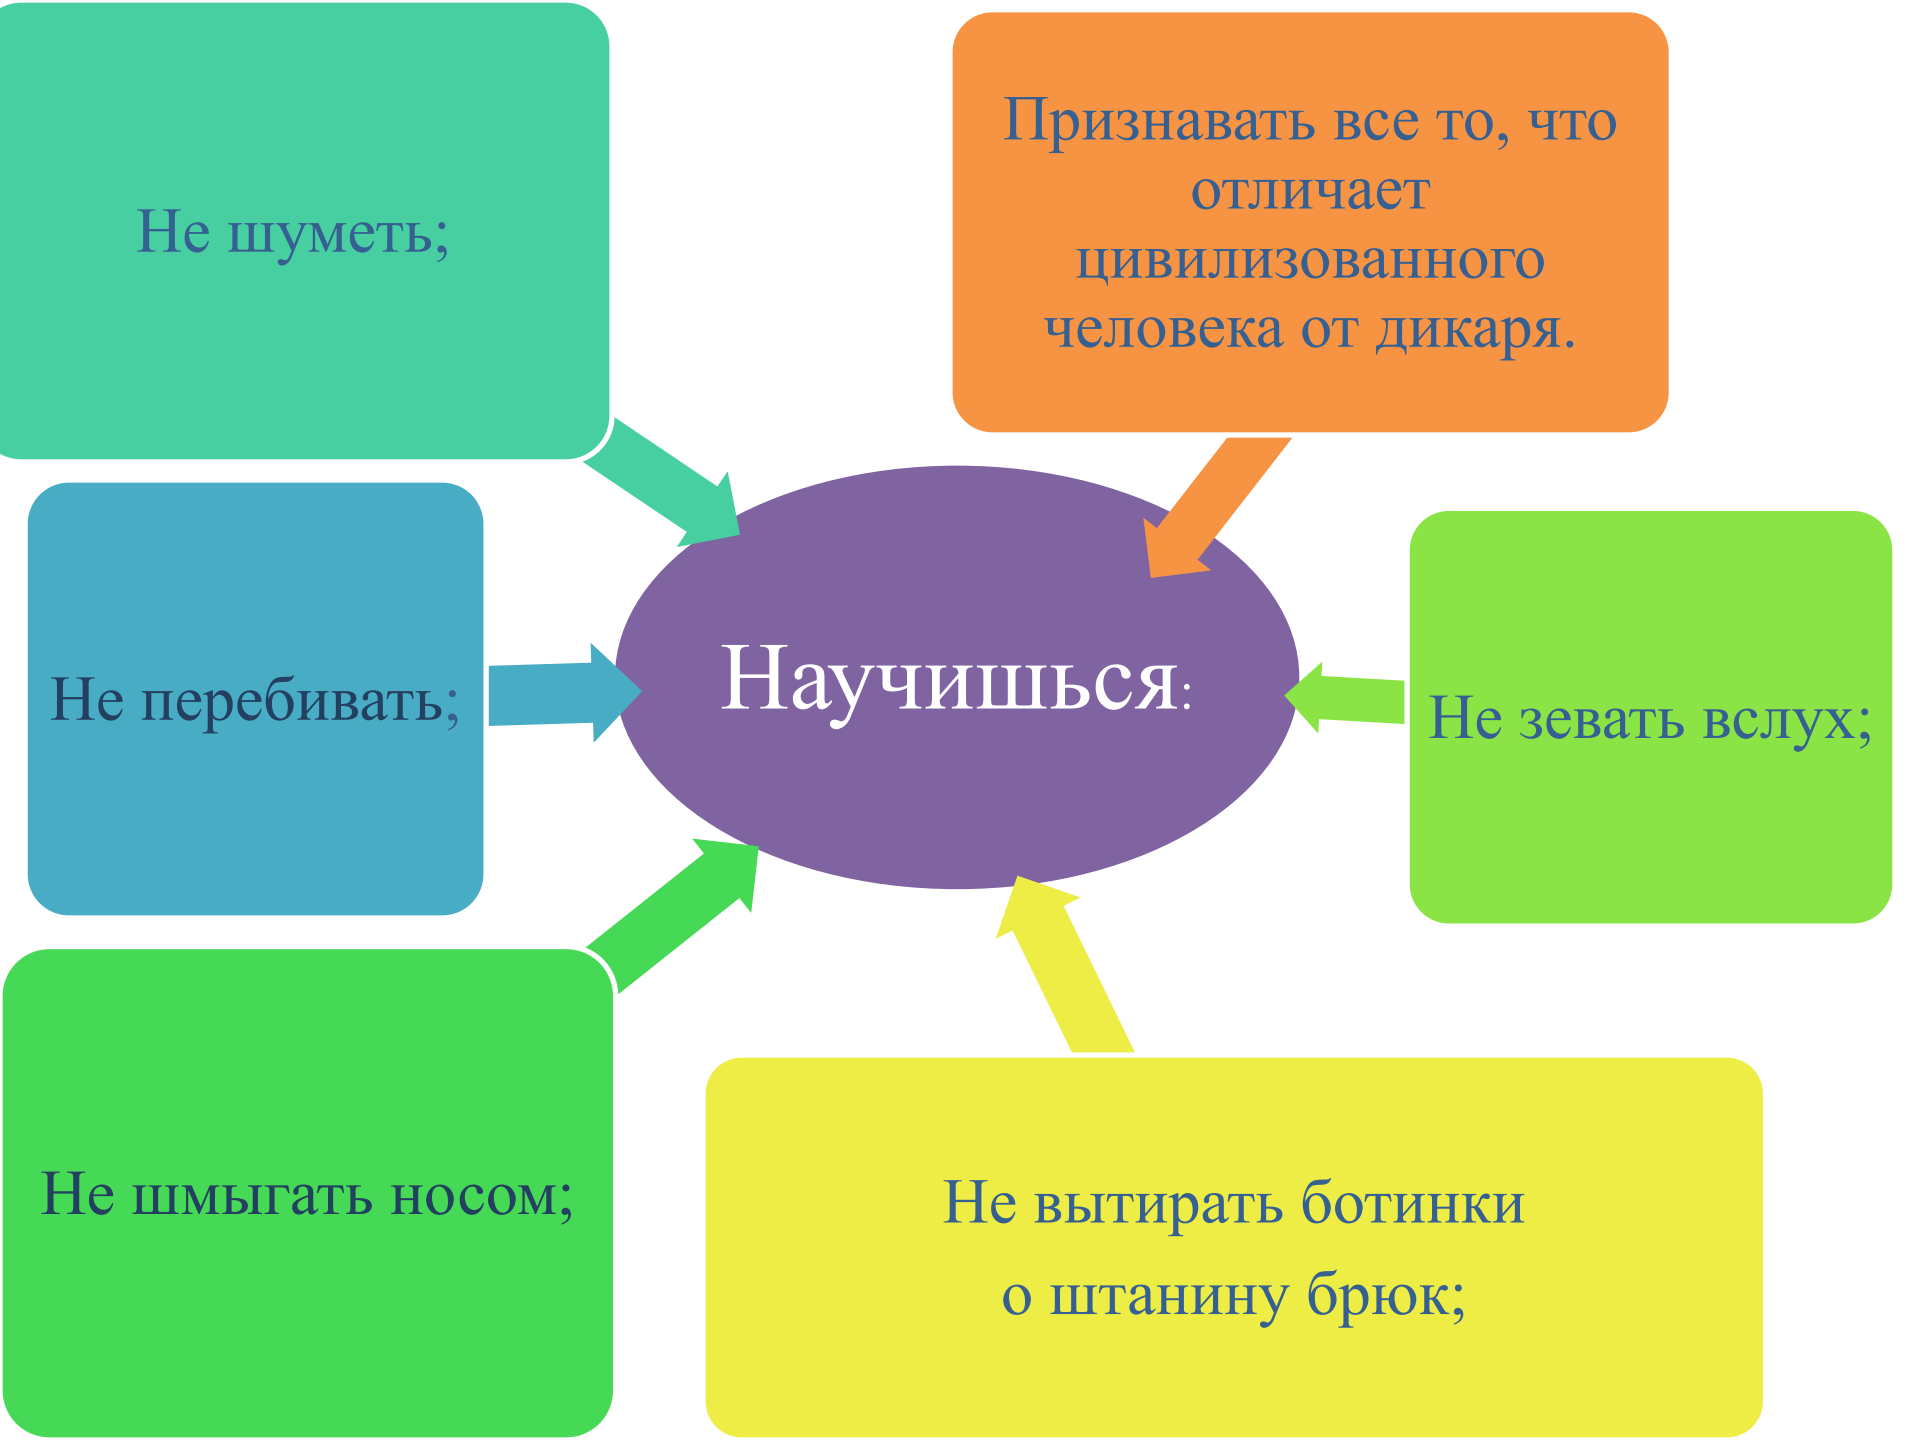 Не шуметь;
Признавать все то, что
отличает
цивилизованного
человека от дикаря.
Не перебивать;
Научишься:
Не зевать вслух;
Не шмыгать носом;
Не вытирать ботинки
о штанину брюк;